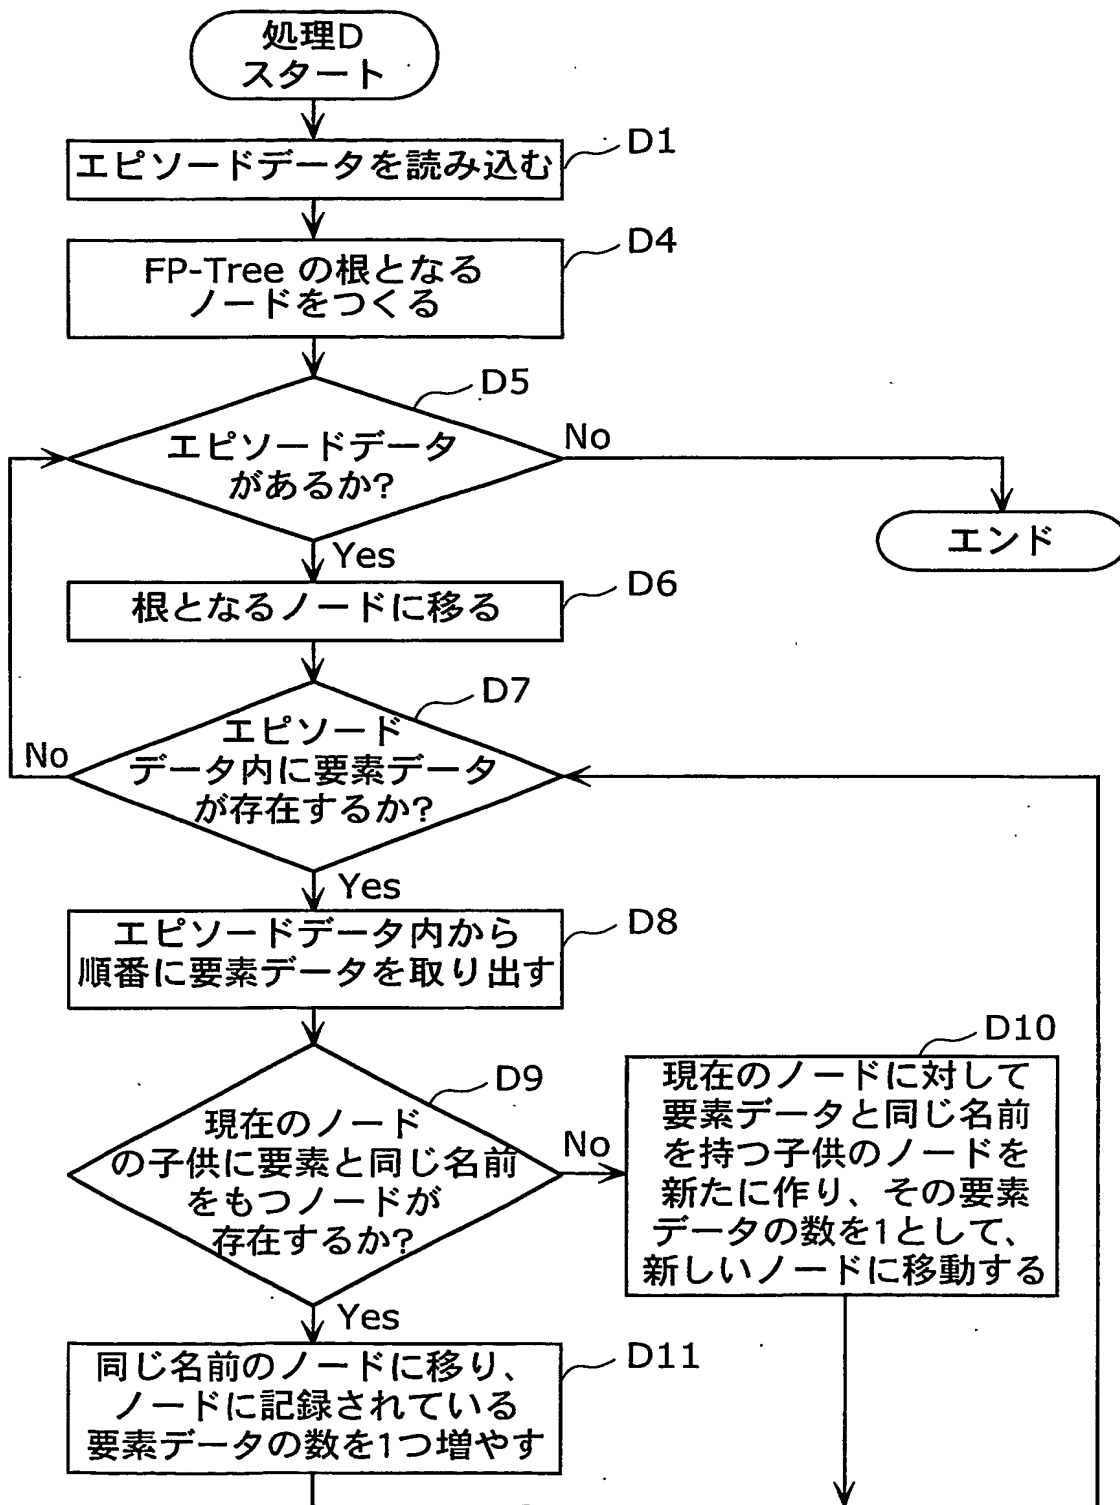 処理D
スタート
D1
エピソードデータを読み込む
D4
FP-Tree の根となる
ノードをつくる
D5
エピソードデータ
があるか?
No
エンド
Yes
D6
根となるノードに移る
D7
エピソード
データ内に要素データ
が存在するか?
No
Yes
D8
エピソードデータ内から
順番に要素データを取り出す
D9
現在のノード
の子供に要素と同じ名前
をもつノードが
存在するか?
No
D10
現在のノードに対して
要素データと同じ名前
を持つ子供のノードを
新たに作り、その要素
データの数を1として、
新しいノードに移動する
Yes
D11
同じ名前のノードに移り、
ノードに記録されている
要素データの数を1つ増やす